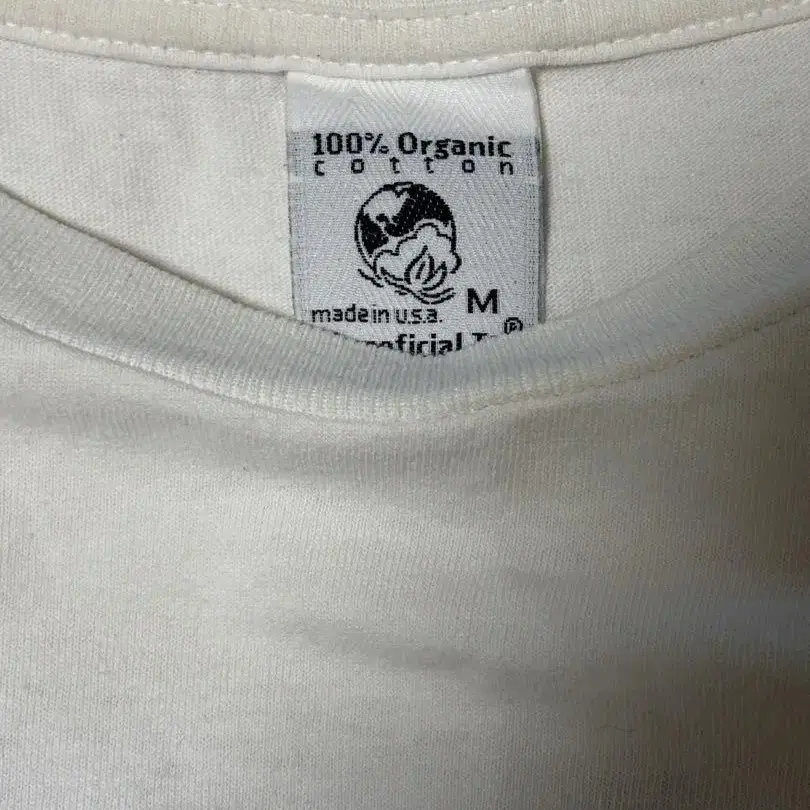 100% Organic
cotton
M
made in u.s.a.
®